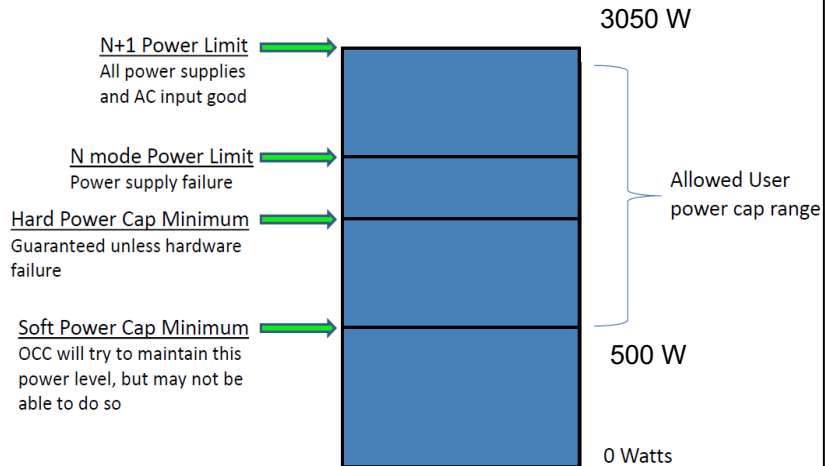 3050 W
N+1 Power Limit
All power supplies
and AC input good
N mode Power Limit
Power supply failure
Hard Power Cap Minimum
Guaranteed unless hardware
failure
Soft Power Cap Minimum
OCC will try to maintain this
power level, but may not be
able to do so
Allowed User
power cap range
500 W
0 Watts